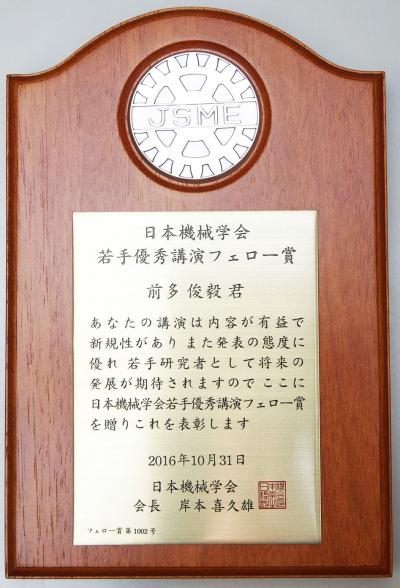 JSME
日本機械学会
若手優秀講演フェロー賞
前多 俊毅 君
あなたの講演は内容が有益で
新規性があり また発表の態度に
優れ 若手研究者として将来の
発展が期待されますので ここに
日本機械学会若手優秀講演フェロー賞
を贈りこれを表彰します
2016年10月31日
日本機械学会
会長 岸本 喜久雄
フェロー賞 第1002号